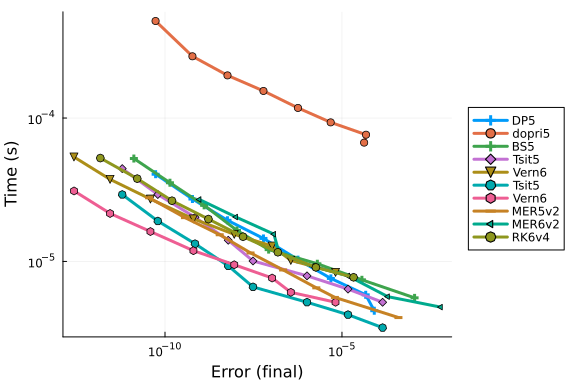 Time (s)
10⁻⁴
10⁻⁵
10⁻¹⁰
10⁻⁵
Error (final)
DP5
dopri5
BS5
Tsit5
Vern6
Tsit5
Vern6
MER5v2
MER6v2
RK6v4